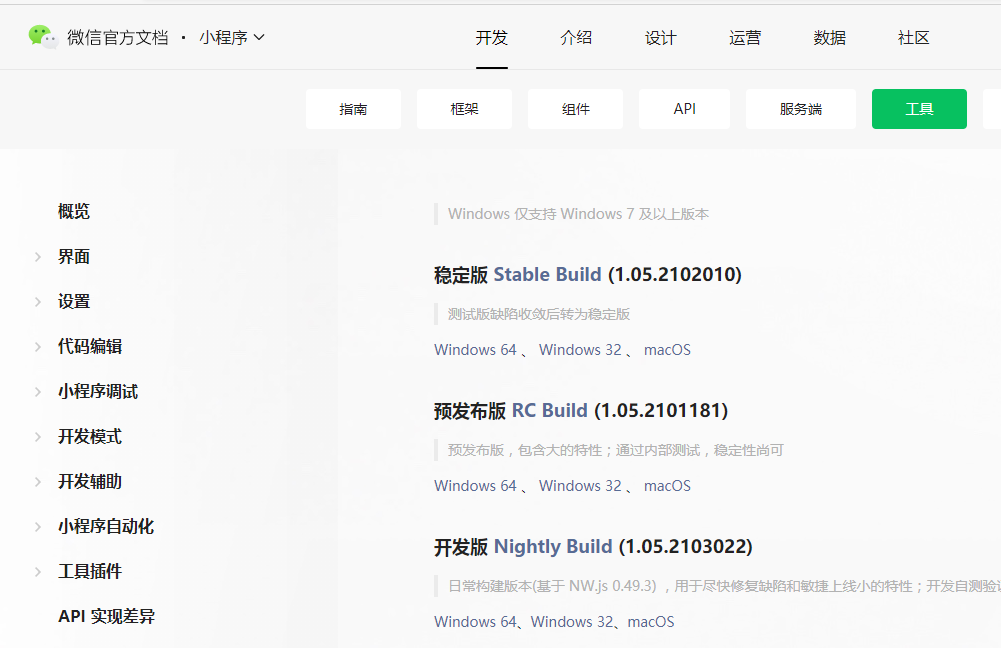 微信官方文档 · 小程序
开发 介绍 设计 运营 数据 社区
指南 框架 组件 API 服务端 工具
概览
界面
设置
代码编辑
小程序调试
开发模式
开发辅助
小程序自动化
工具插件
API 实现差异
Windows 仅支持 Windows 7 及以上版本
稳定版 Stable Build (1.05.2102010)
测试版缺陷收敛后转为稳定版
Windows 64 、 Windows 32 、 macOS
预发布版 RC Build (1.05.2101181)
预发布版，包含大的特性；通过内部测试，稳定性尚可
Windows 64 、 Windows 32 、 macOS
开发版 Nightly Build (1.05.2103022)
日常构建版本(基于 NW.js 0.49.3) ，用于尽快修复缺陷和敏捷上线小的特性；开发自测验
Windows 64、Windows 32、macOS